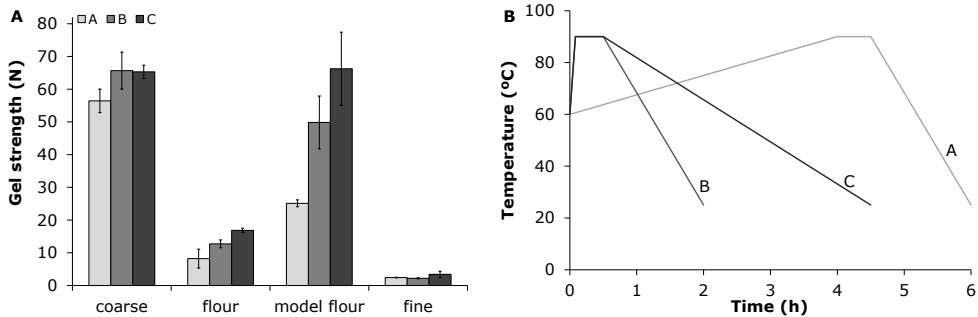 A
A B C
Gel strength (N)
80
70
60
50
40
30
20
10
0
coarse flour model flour fine
B
Temperature (ºC)
100
80
60
40
20
0
A
B
C
0 1 2 3 4 5 6
Time (h)